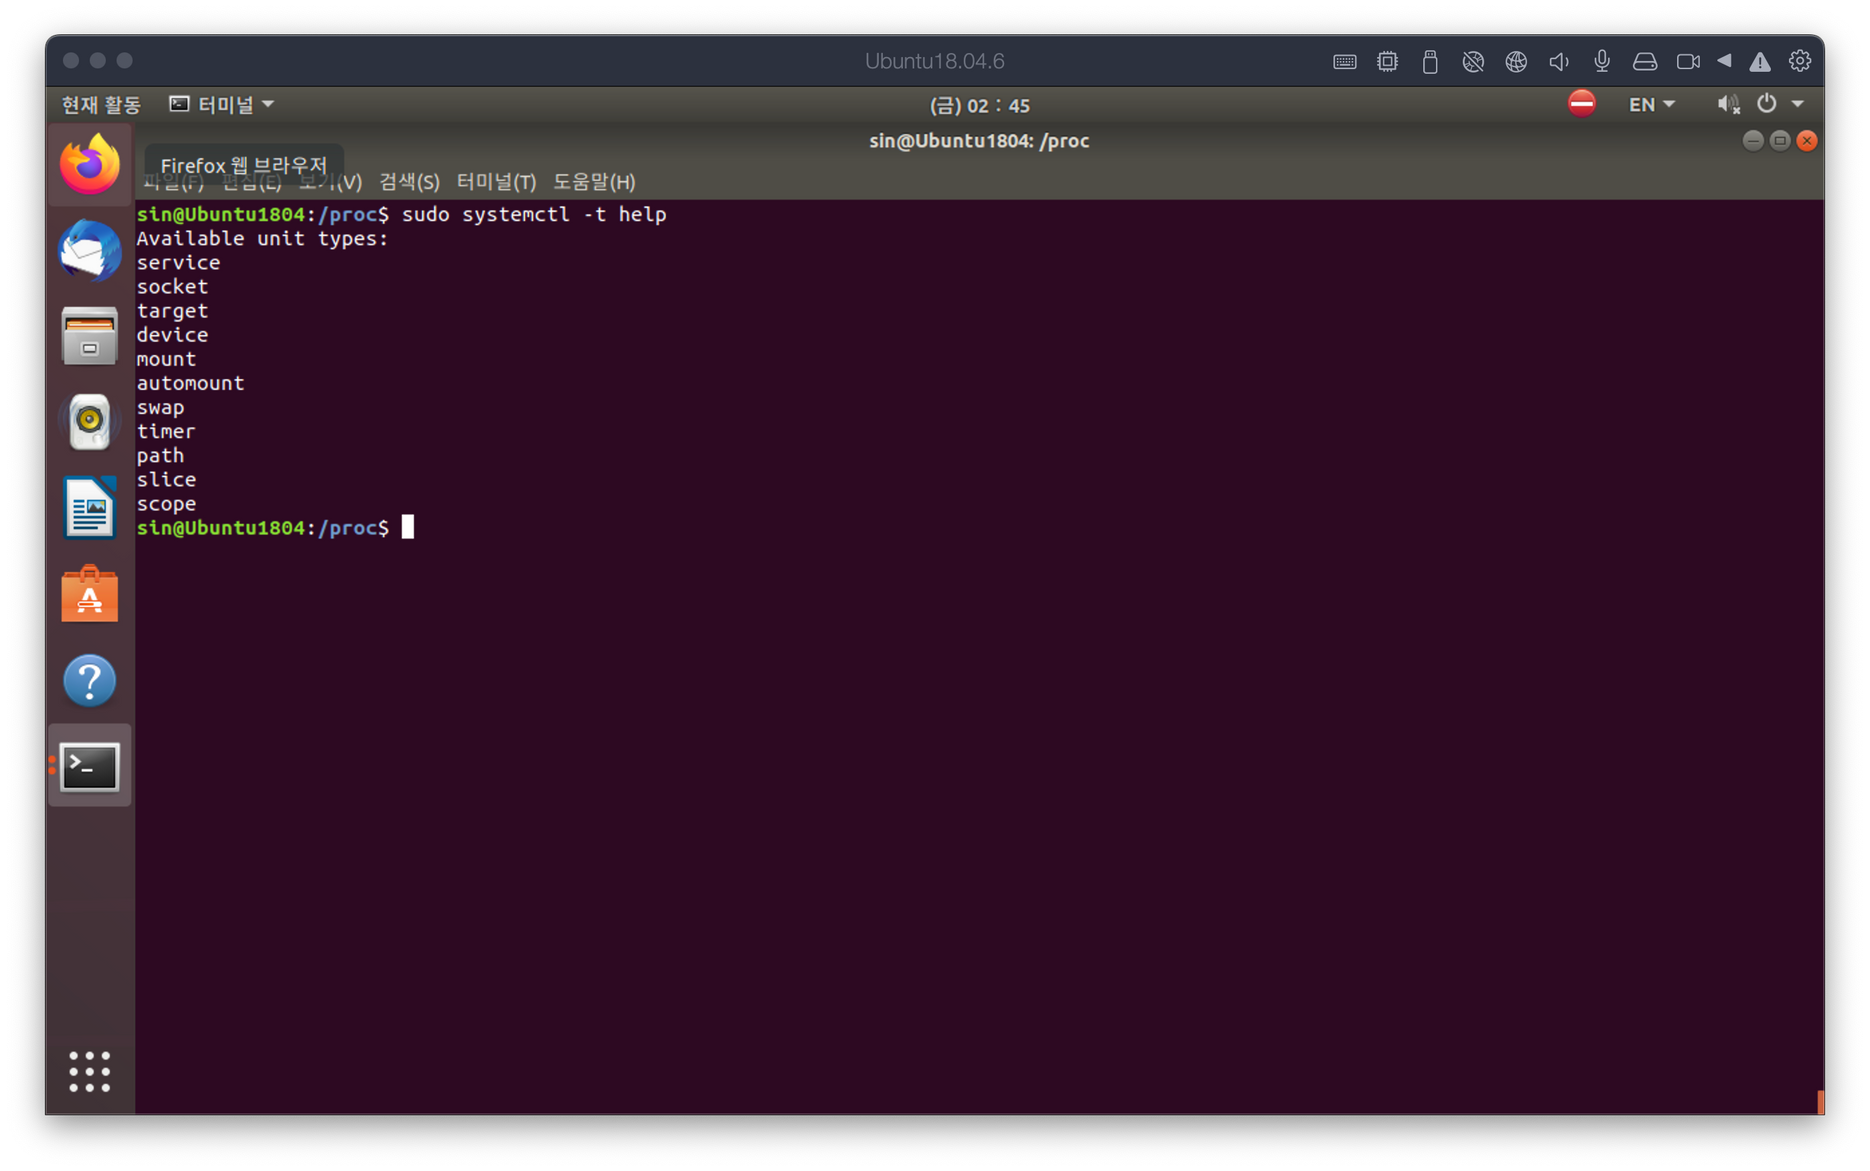 Ubuntu18.04.6
현재 활동 터미널 (금) 02 : 45 EN
sin@Ubuntu1804: /proc
Firefox 웹 브라우저
파일(F) 편집(E) 보기(V) 검색(S) 터미널(T) 도움말(H)
sin@Ubuntu1804:/proc$ sudo systemctl -t help
Available unit types:
service
socket
target
device
mount
automount
swap
timer
path
slice
scope
sin@Ubuntu1804:/proc$